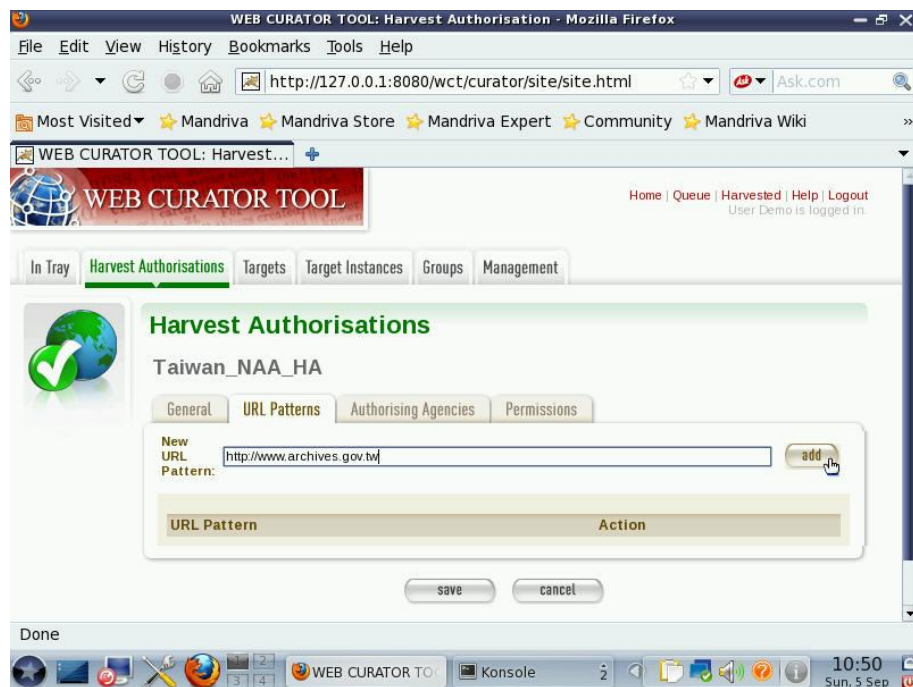 WEB CURATOR TOOL: Harvest Authorisation - Mozilla Firefox
File Edit View History Bookmarks Tools Help
http://127.0.0.1:8080/wct/curator/site/site.html
Ask.com
Most Visited Mandriva Mandriva Store Mandriva Expert Community Mandriva Wiki »
WEB CURATOR TOOL: Harvest...
WEB CURATOR TOOL
Home | Queue | Harvested | Help | Logout
User Demo is logged in.
In Tray Harvest Authorisations Targets Target Instances Groups Management
Harvest Authorisations
Taiwan_NAA_HA
General URL Patterns Authorising Agencies Permissions
New URL Pattern:
http://www.archives.gov.tw
add
URL Pattern Action
save cancel
Done
1 2 3 4
WEB CURATOR TO
Konsole
2
10:50
Sun, 5 Sep